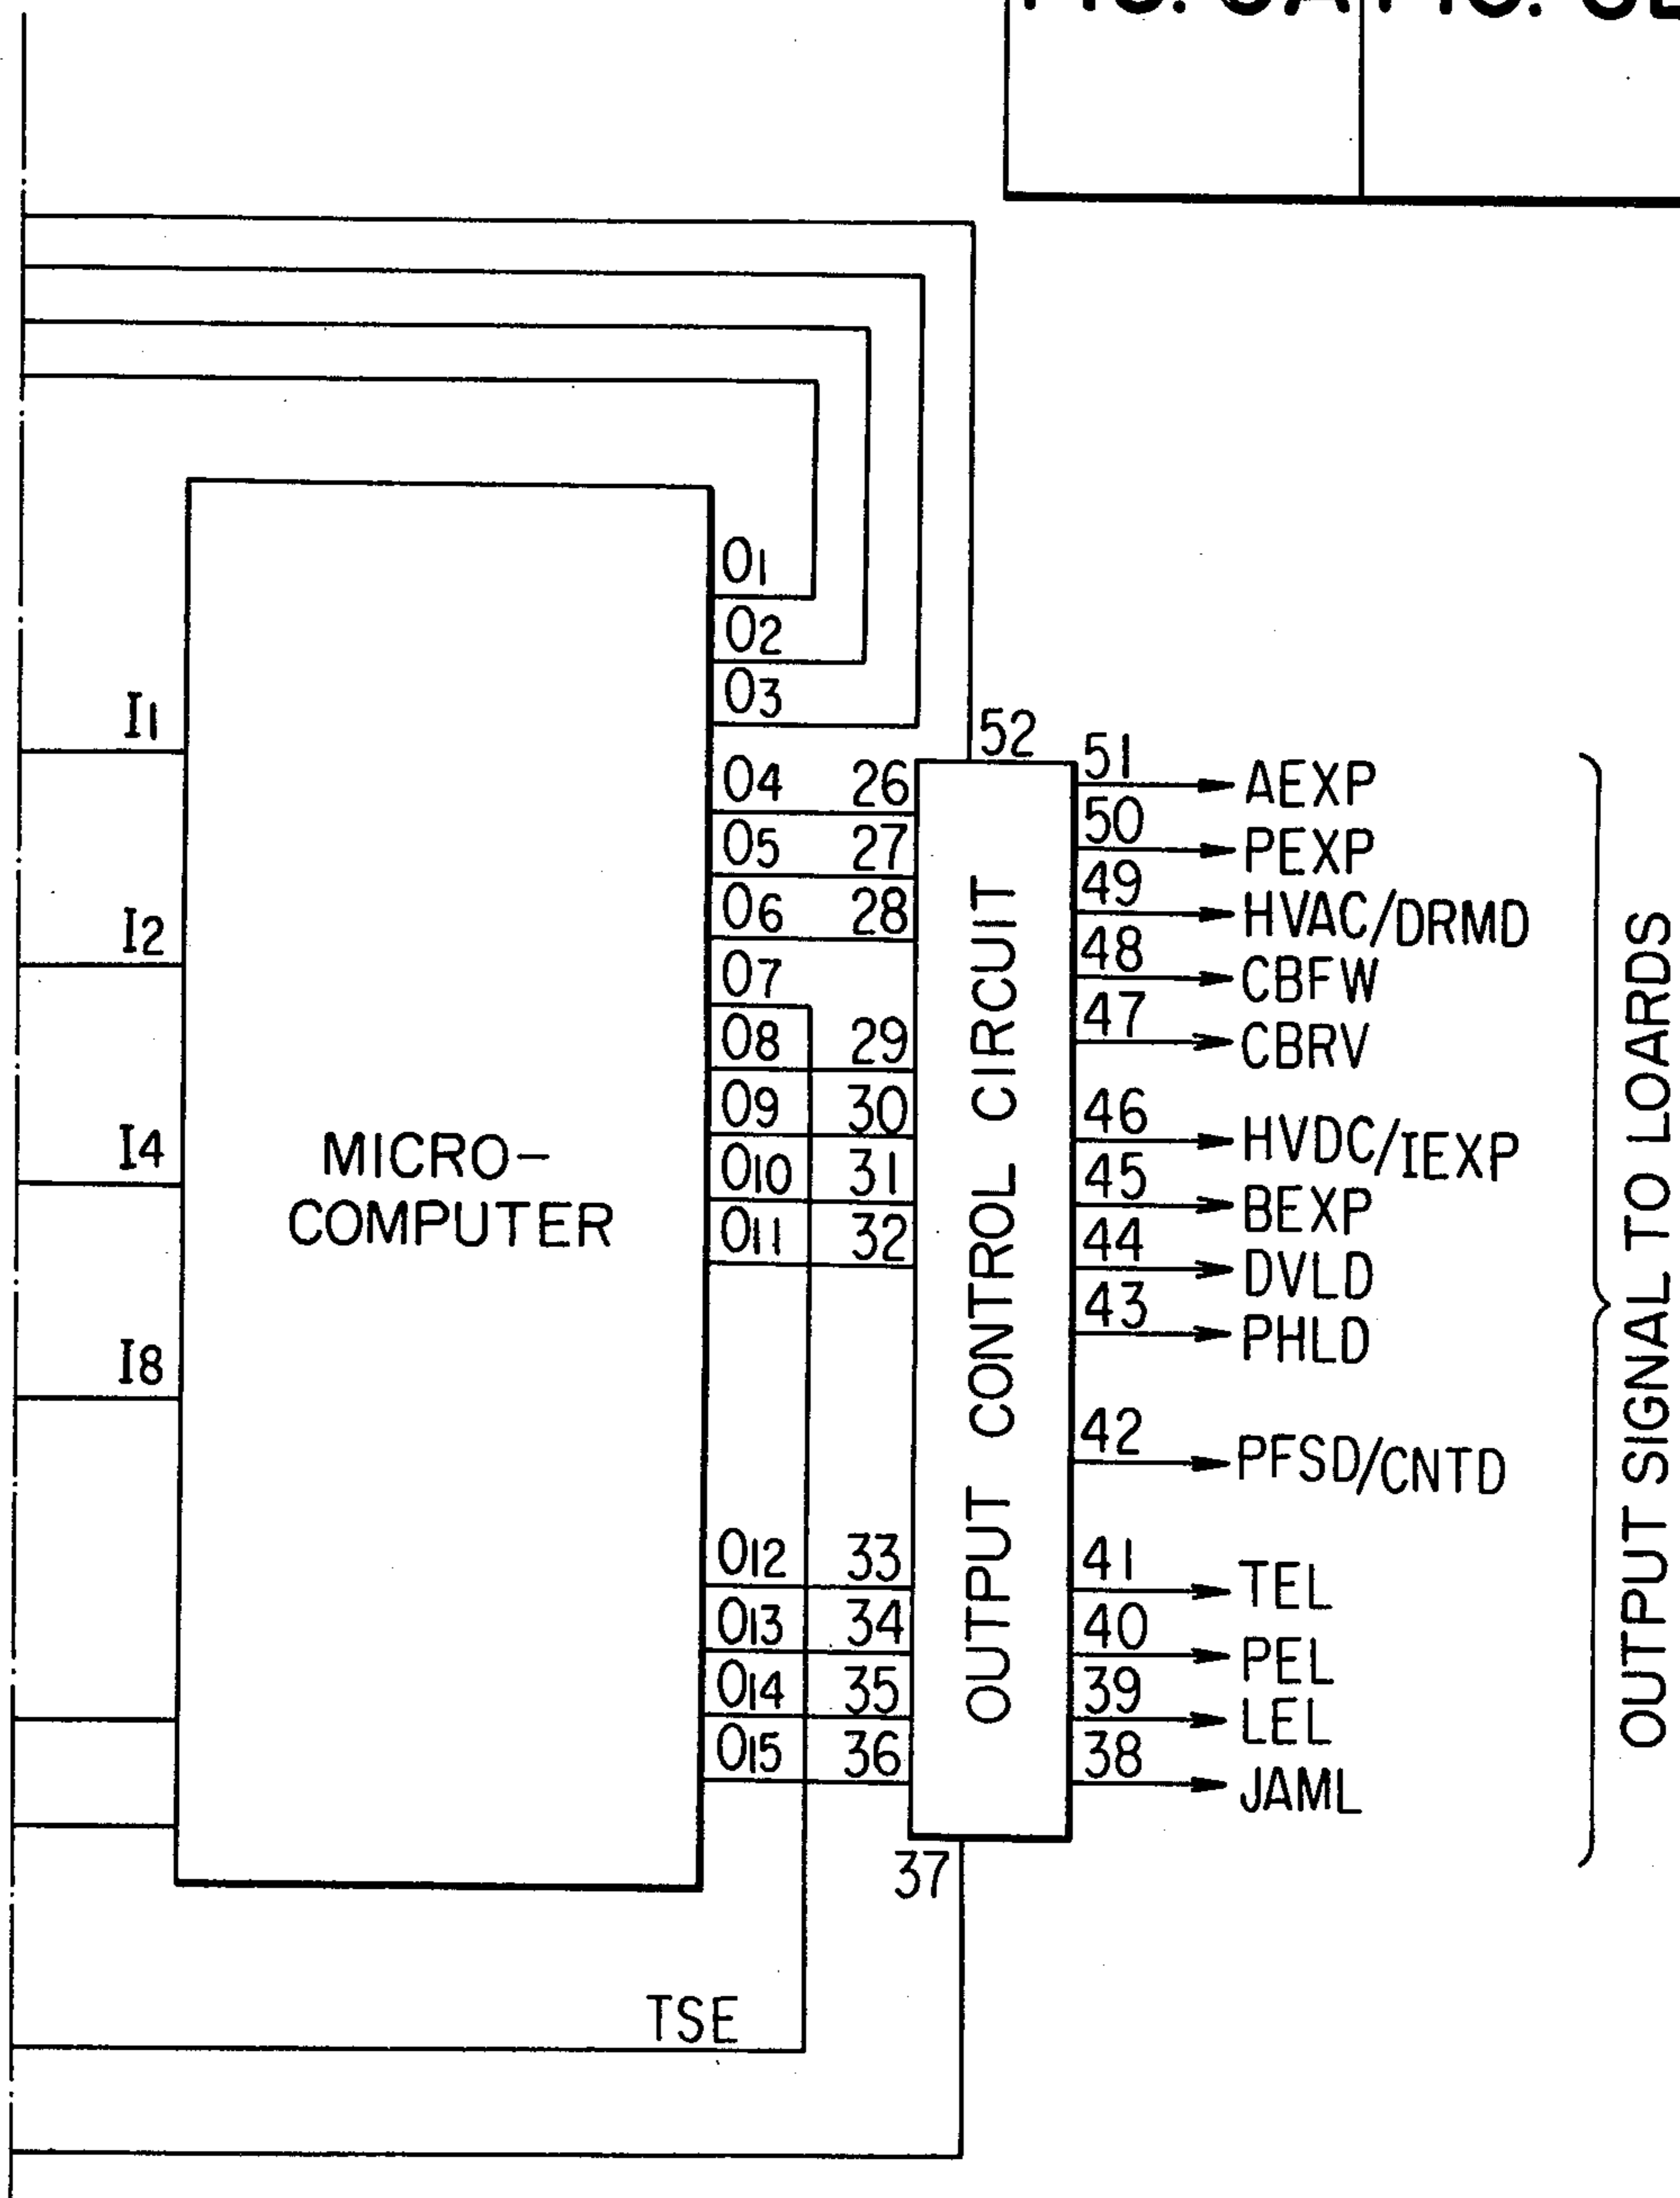 O1
O2
O3
I1
52
51
AEXP
O4
26
50
PEXP
O5
27
49
HVAC/DRMD
O6
28
48
CBFW
I2
O7
47
CBRV
O8
29
O9
30
46
HVDC/IEXP
I4
MICRO-
COMPUTER
O10
31
45
BEXP
O11
32
44
DVLD
43
PHLD
I8
42
PFSD/CNTD
O12
33
41
TEL
O13
34
40
PEL
O14
35
39
LEL
O15
36
38
JAML
OUTPUT CONTROL CIRCUIT
OUTPUT SIGNAL TO LOARDS
37
TSE